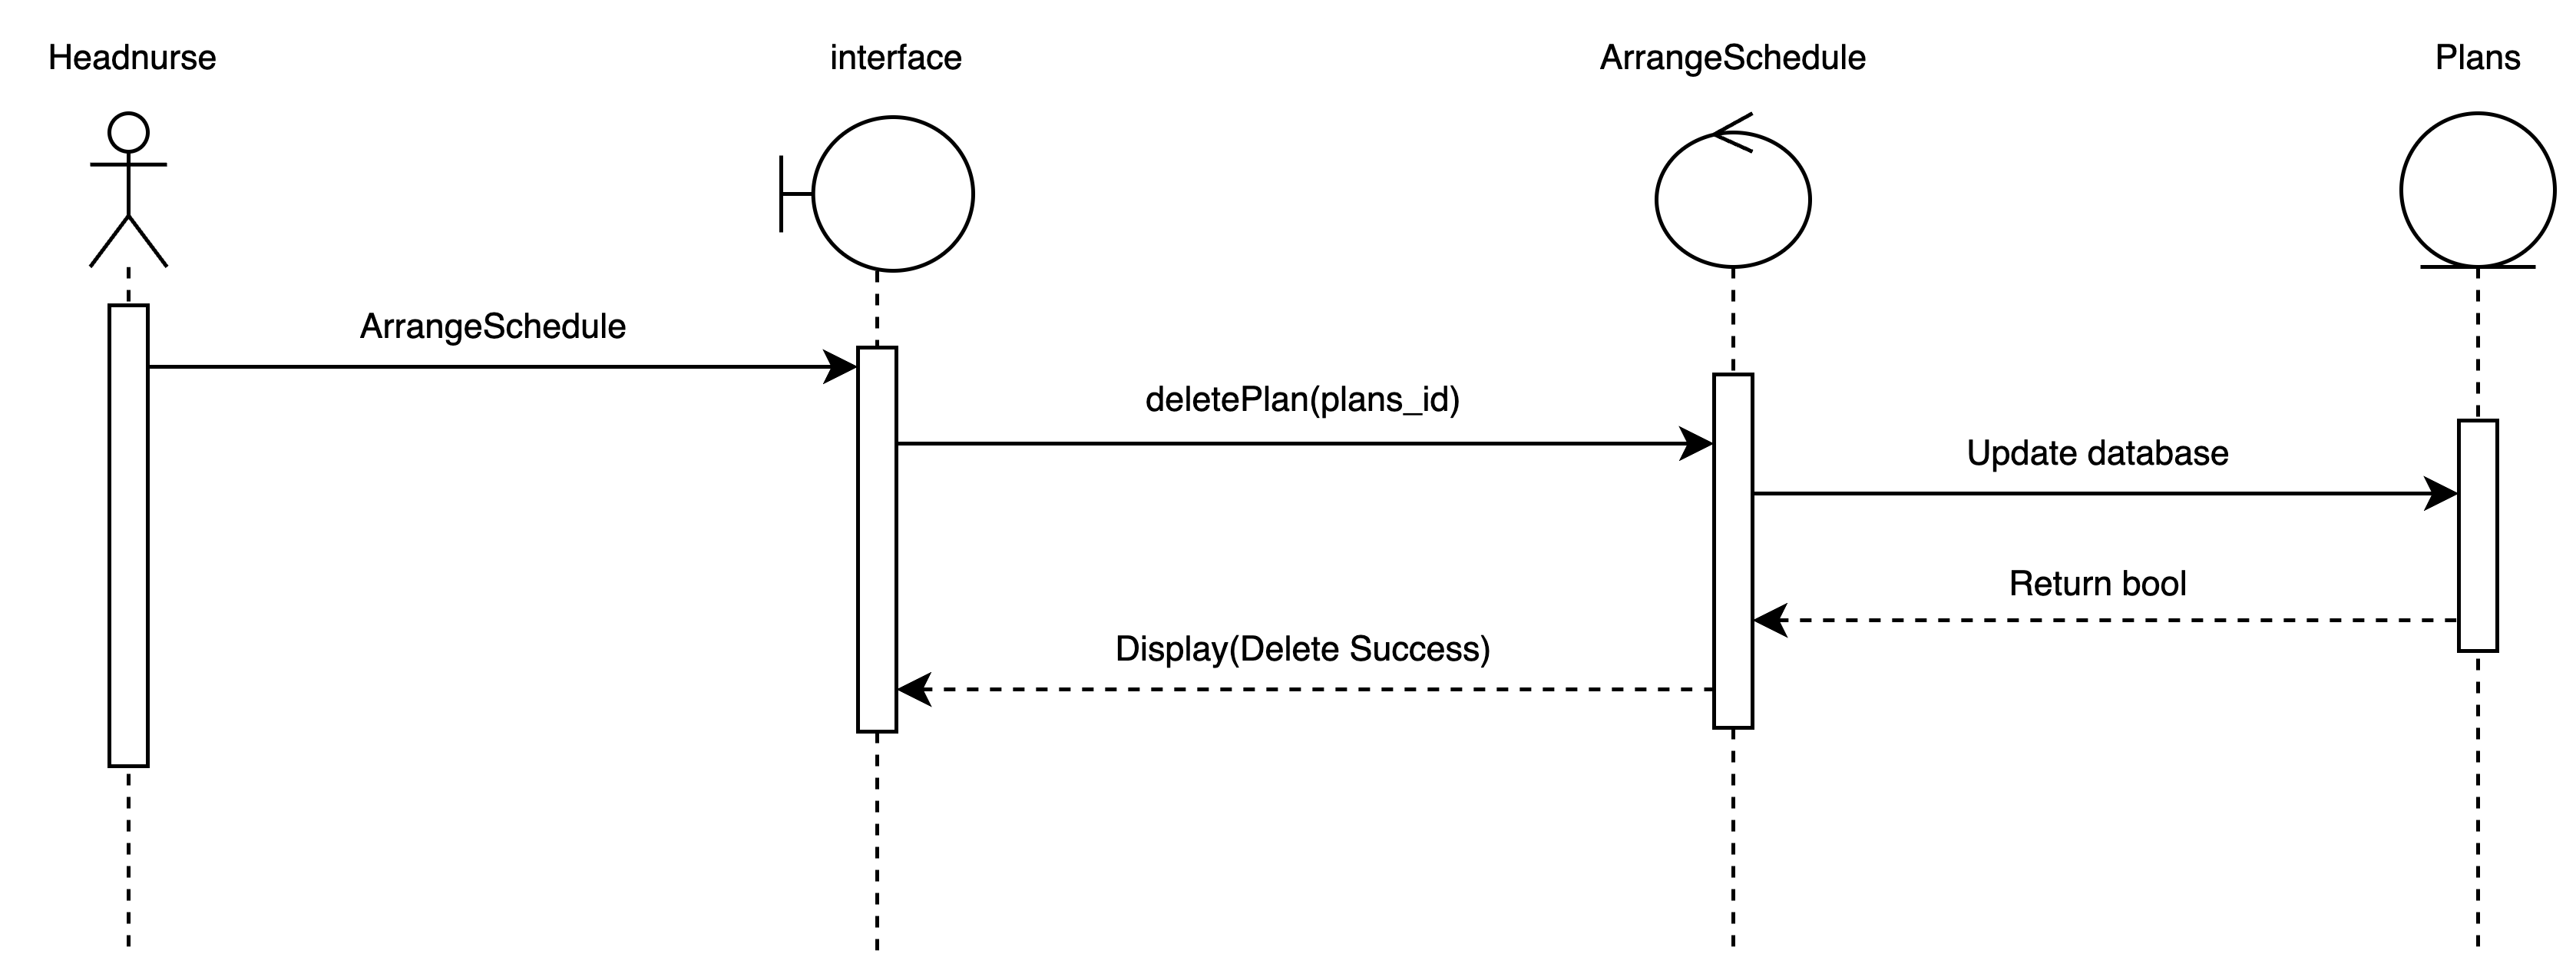 Headnurse
interface
ArrangeSchedule
Plans
ArrangeSchedule
deletePlan(plans_id)
Update database
Return bool
Display(Delete Success)